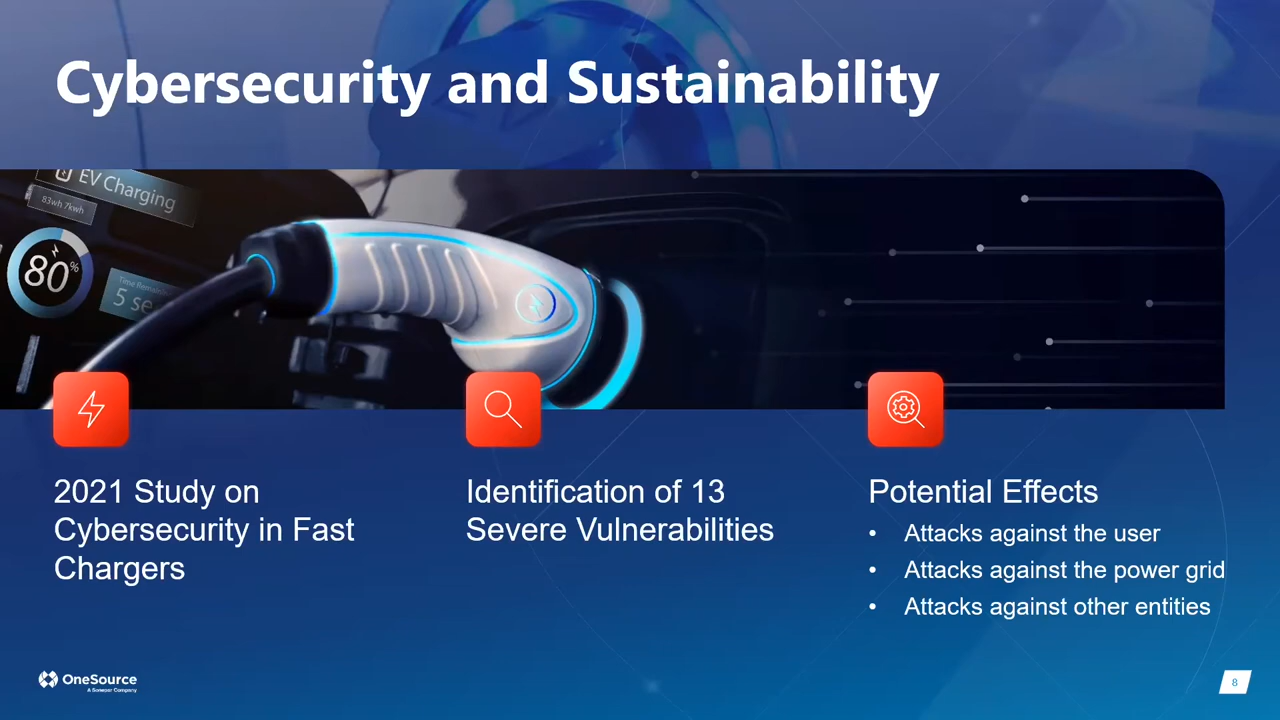 Cybersecurity and Sustainability
EV Charging
83wh 7kwh
80%
Time Remaining
5 se
2021 Study on
Cybersecurity in Fast
Chargers
Identification of 13
Severe Vulnerabilities
Potential Effects
• Attacks against the user
• Attacks against the power grid
• Attacks against other entities
OneSource
A Sonepar Company
8